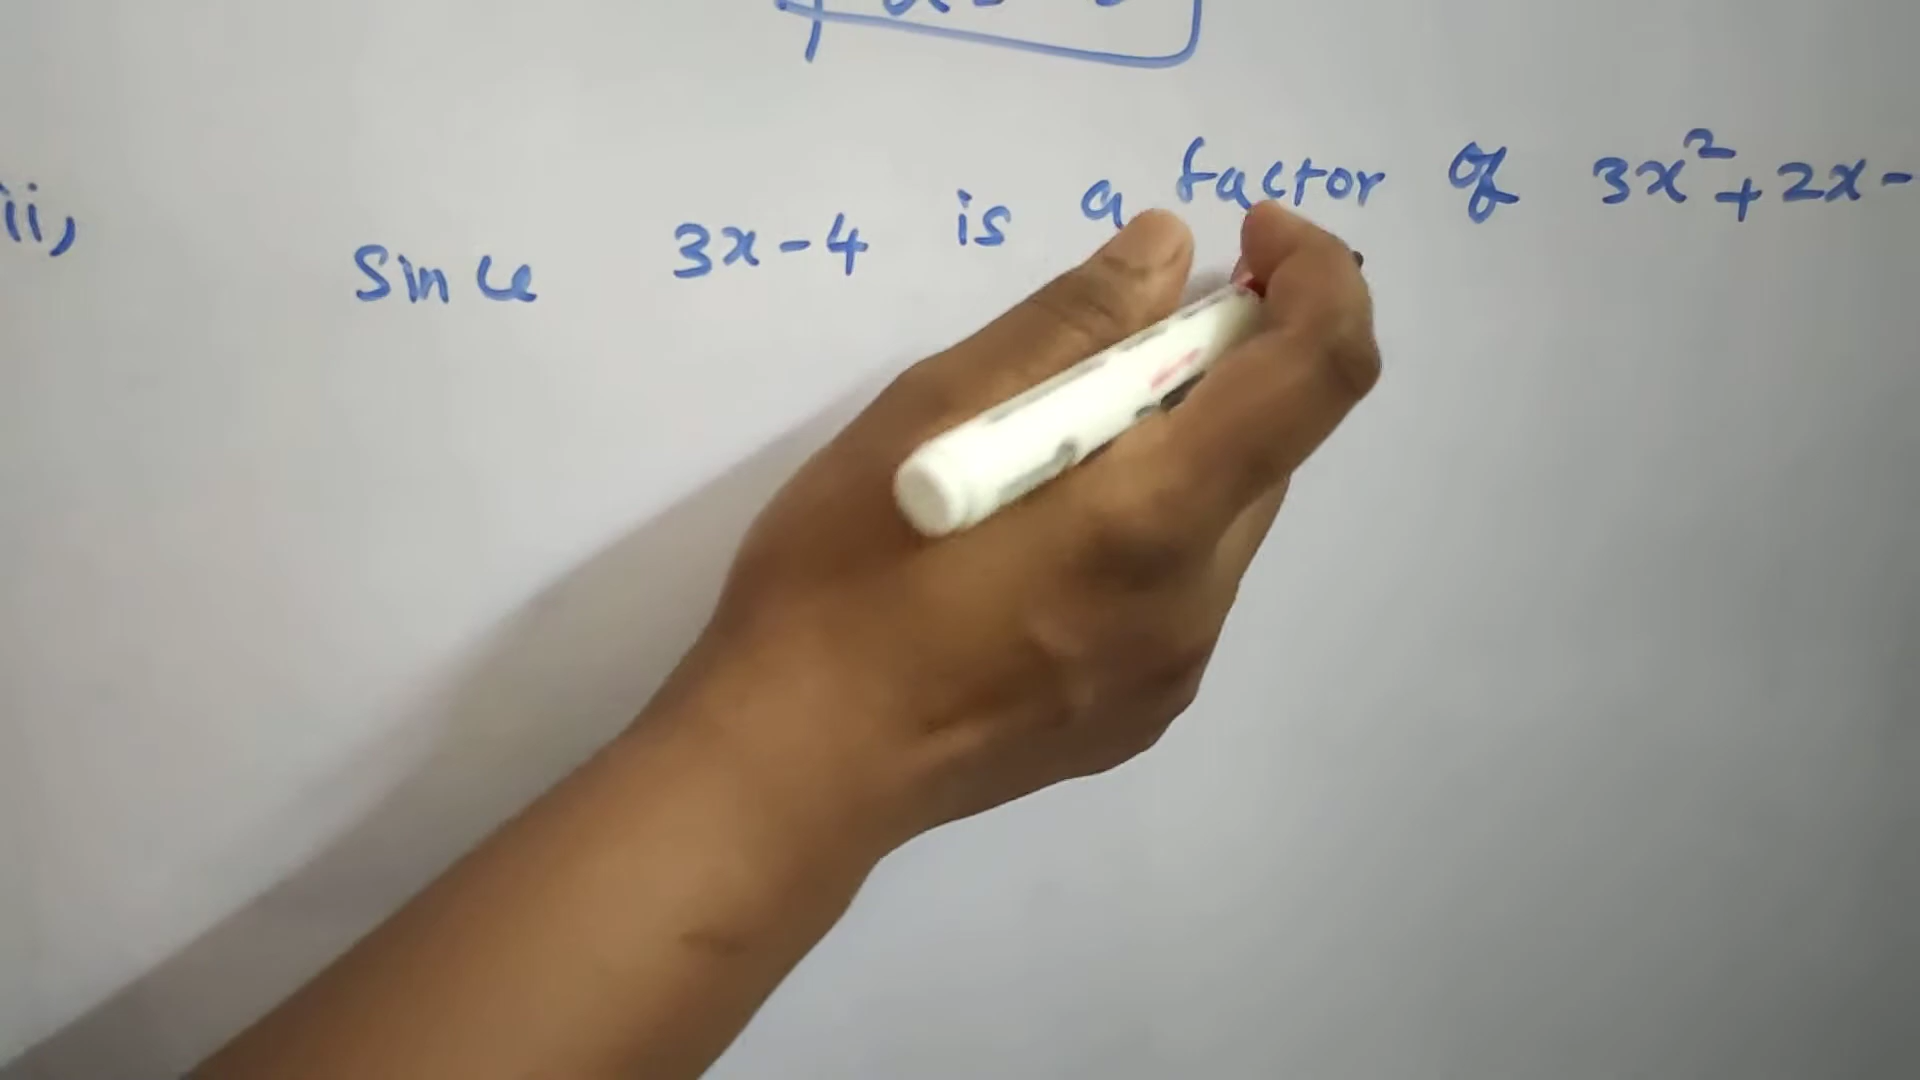 ii,
Since 3x-4 is a factor of 3x²+2x-